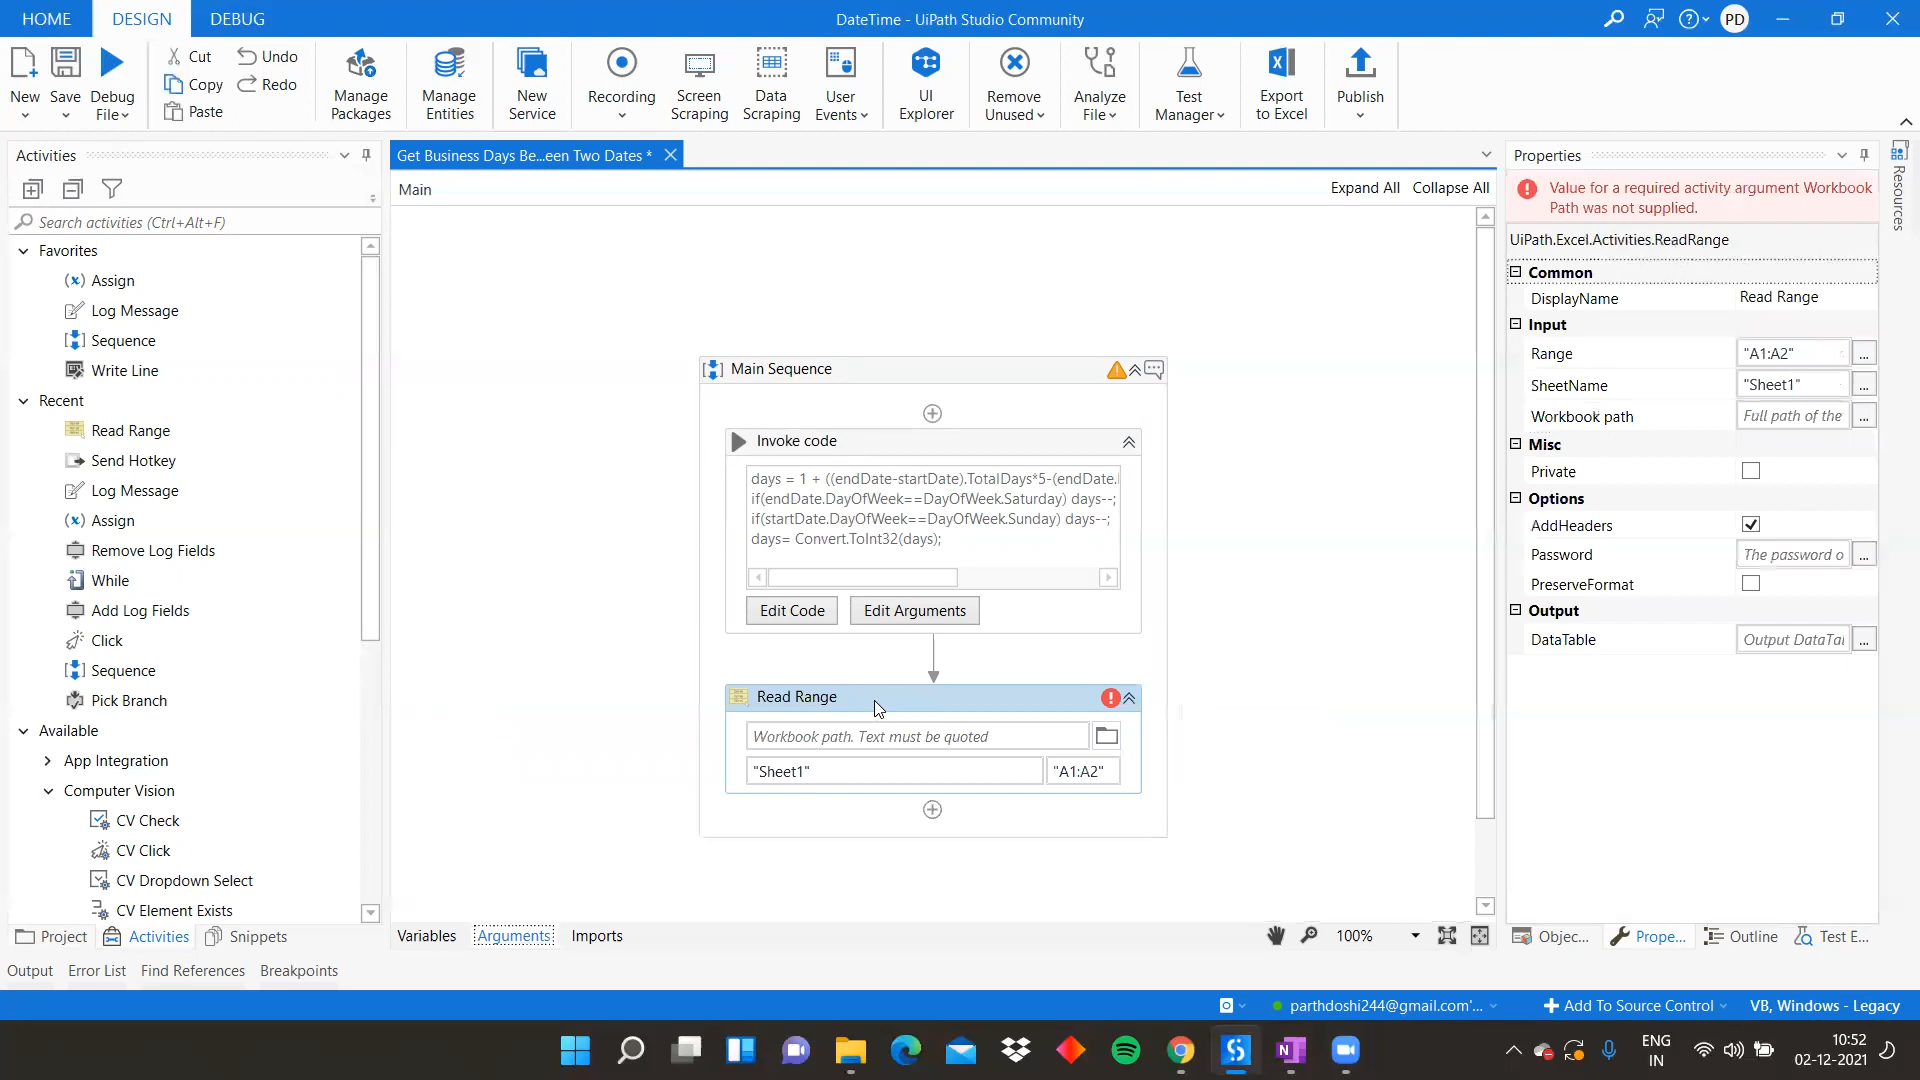 HOME
DESIGN
DEBUG
DateTime - UiPath Studio Community
PD
New
Save
Debug
File
Cut
Copy
Paste
Undo
Redo
Manage
Packages
Manage
Entities
New
Service
Recording
Screen
Scraping
Data
Scraping
User
Events
UI
Explorer
Remove
Unused
Analyze
File
Test
Manager
Export
to Excel
Publish
Activities
Search activities (Ctrl+Alt+F)
Favorites
Assign
Log Message
Sequence
Write Line
Recent
Read Range
Send Hotkey
Log Message
Assign
Remove Log Fields
While
Add Log Fields
Click
Sequence
Pick Branch
Available
App Integration
Computer Vision
CV Check
CV Click
CV Dropdown Select
CV Element Exists
Project
Activities
Snippets
Get Business Days Be...een Two Dates *
Main
Expand All
Collapse All
Main Sequence
Invoke code
days = 1 + ((endDate-startDate).TotalDays*5-(endDate.
if(endDate.DayOfWeek==DayOfWeek.Saturday) days--;
if(startDate.DayOfWeek==DayOfWeek.Sunday) days--;
days= Convert.ToInt32(days);
Edit Code
Edit Arguments
Read Range
Workbook path. Text must be quoted
"Sheet1"
"A1:A2"
Variables
Arguments
Imports
100%
Properties
Value for a required activity argument Workbook
Path was not supplied.
UiPath.Excel.Activities.ReadRange
Common
DisplayName
Read Range
Input
Range
"A1:A2"
...
SheetName
"Sheet1"
...
Workbook path
Full path of the
...
Misc
Private
Options
AddHeaders
Password
The password o
...
PreserveFormat
Output
DataTable
Output DataTal
...
Objec...
Prope...
Outline
Test E...
Resources
Output
Error List
Find References
Breakpoints
parthdoshi244@gmail.com'...
Add To Source Control
VB, Windows - Legacy
ENG
IN
10:52
02-12-2021